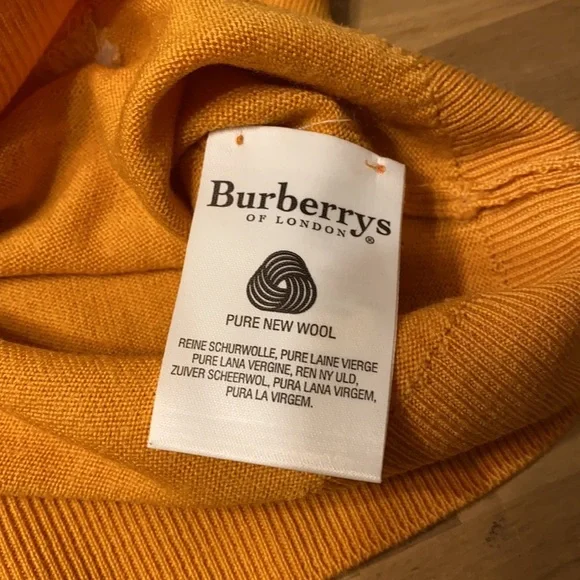 Burberrys
OF LONDON®
PURE NEW WOOL
REINE SCHURWOLLE, PURE LAINE VIERGE
PURE LANA VERGINE, REN NY ULD,
ZUIVER SCHEERWOL, PURA LANA VIRGEM,
PURA LA VIRGEM.